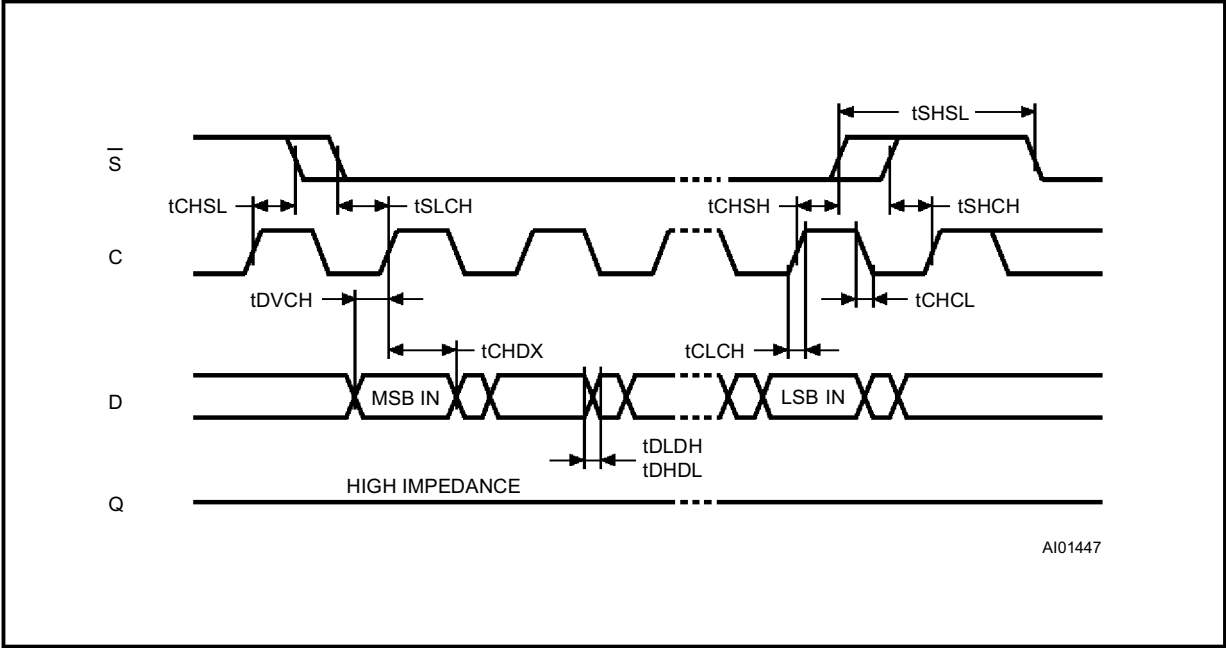 tSHSL
S̅
tCHSL
tSLCH
tCHSH
tSHCH
C
tDVCH
tCHCL
tCHDX
tCLCH
D
MSB IN
LSB IN
tDLDH
tDHDL
HIGH IMPEDANCE
Q
AI01447